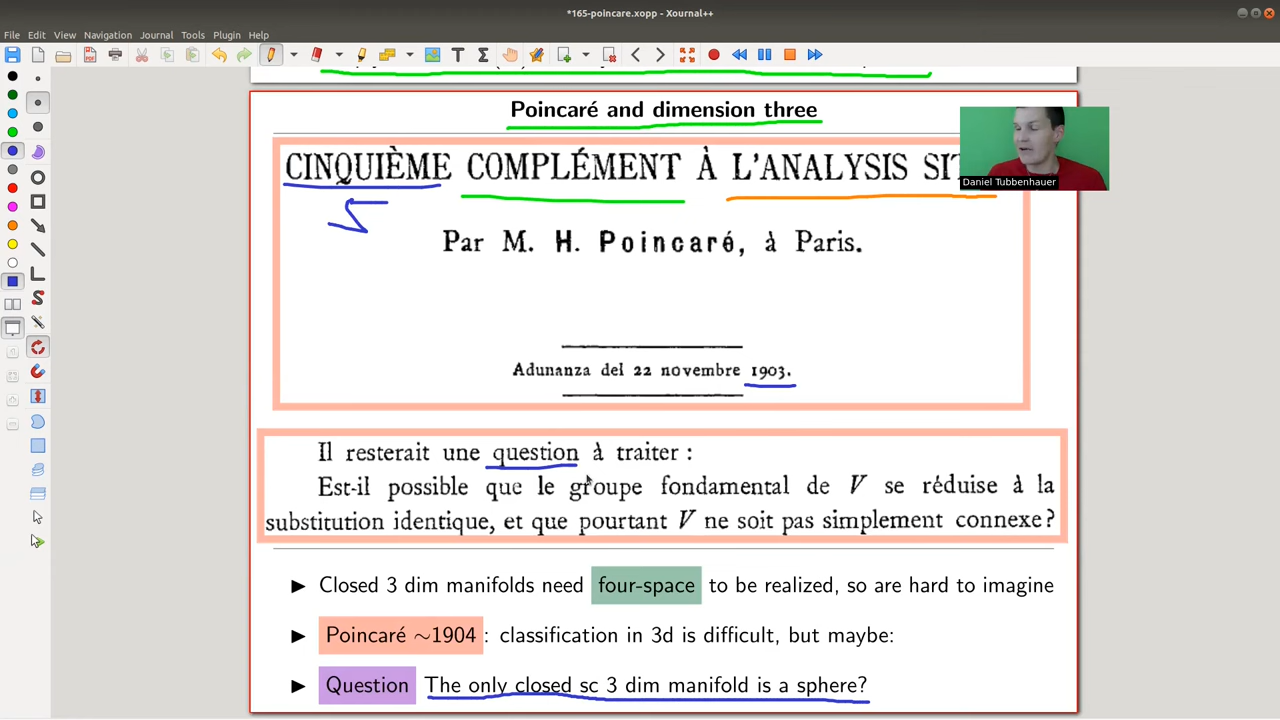 *165-poincare.xopp - Xournal++
File Edit View Navigation Journal Tools Plugin Help
Poincaré and dimension three
CINQUIÈME COMPLÉMENT À L'ANALYSIS
Daniel Tubbenhauer
Par M. H. Poincaré, à Paris.
Adunanza del 22 novembre 1903.
Il resterait une question à traiter :
Est-il possible que le groupe fondamental de V se réduise à la
substitution identique, et que pourtant V ne soit pas simplement connexe?
► Closed 3 dim manifolds need four-space to be realized, so are hard to imagine
► Poincaré ~1904 : classification in 3d is difficult, but maybe:
► Question The only closed sc 3 dim manifold is a sphere?